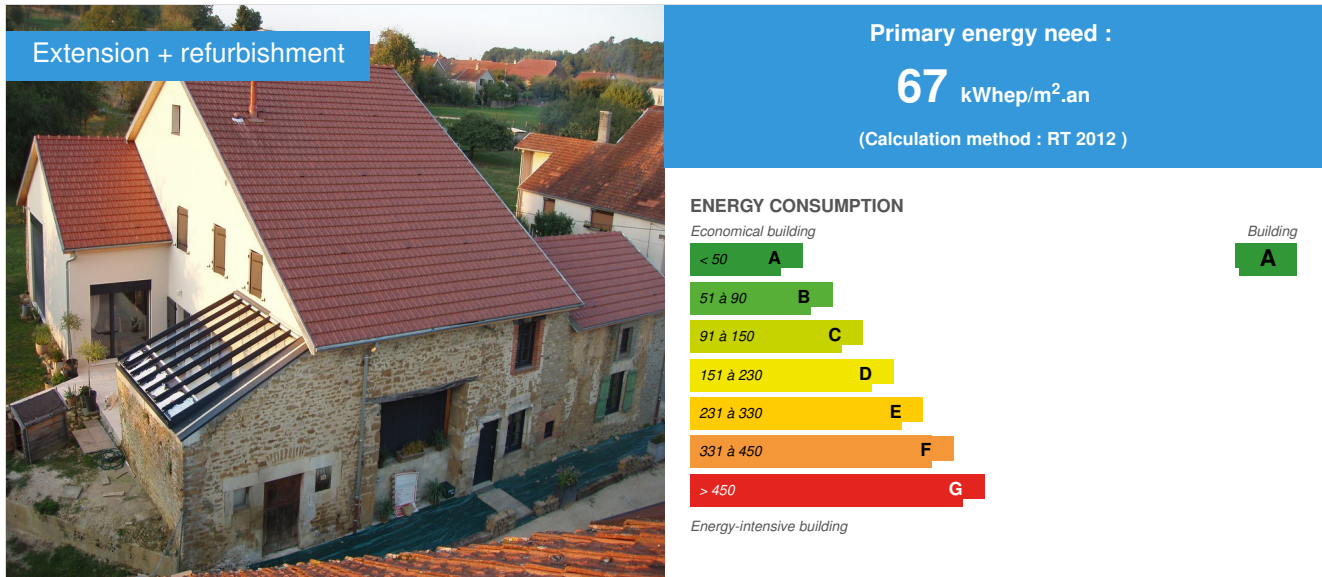 Extension + refurbishment
Primary energy need :
67 kWhep/m².an
(Calculation method : RT 2012 )
ENERGY CONSUMPTION
Economical building
Building
< 50 A
A
51 à 90 B
91 à 150 C
151 à 230 D
231 à 330 E
331 à 450 F
> 450 G
Energy-intensive building